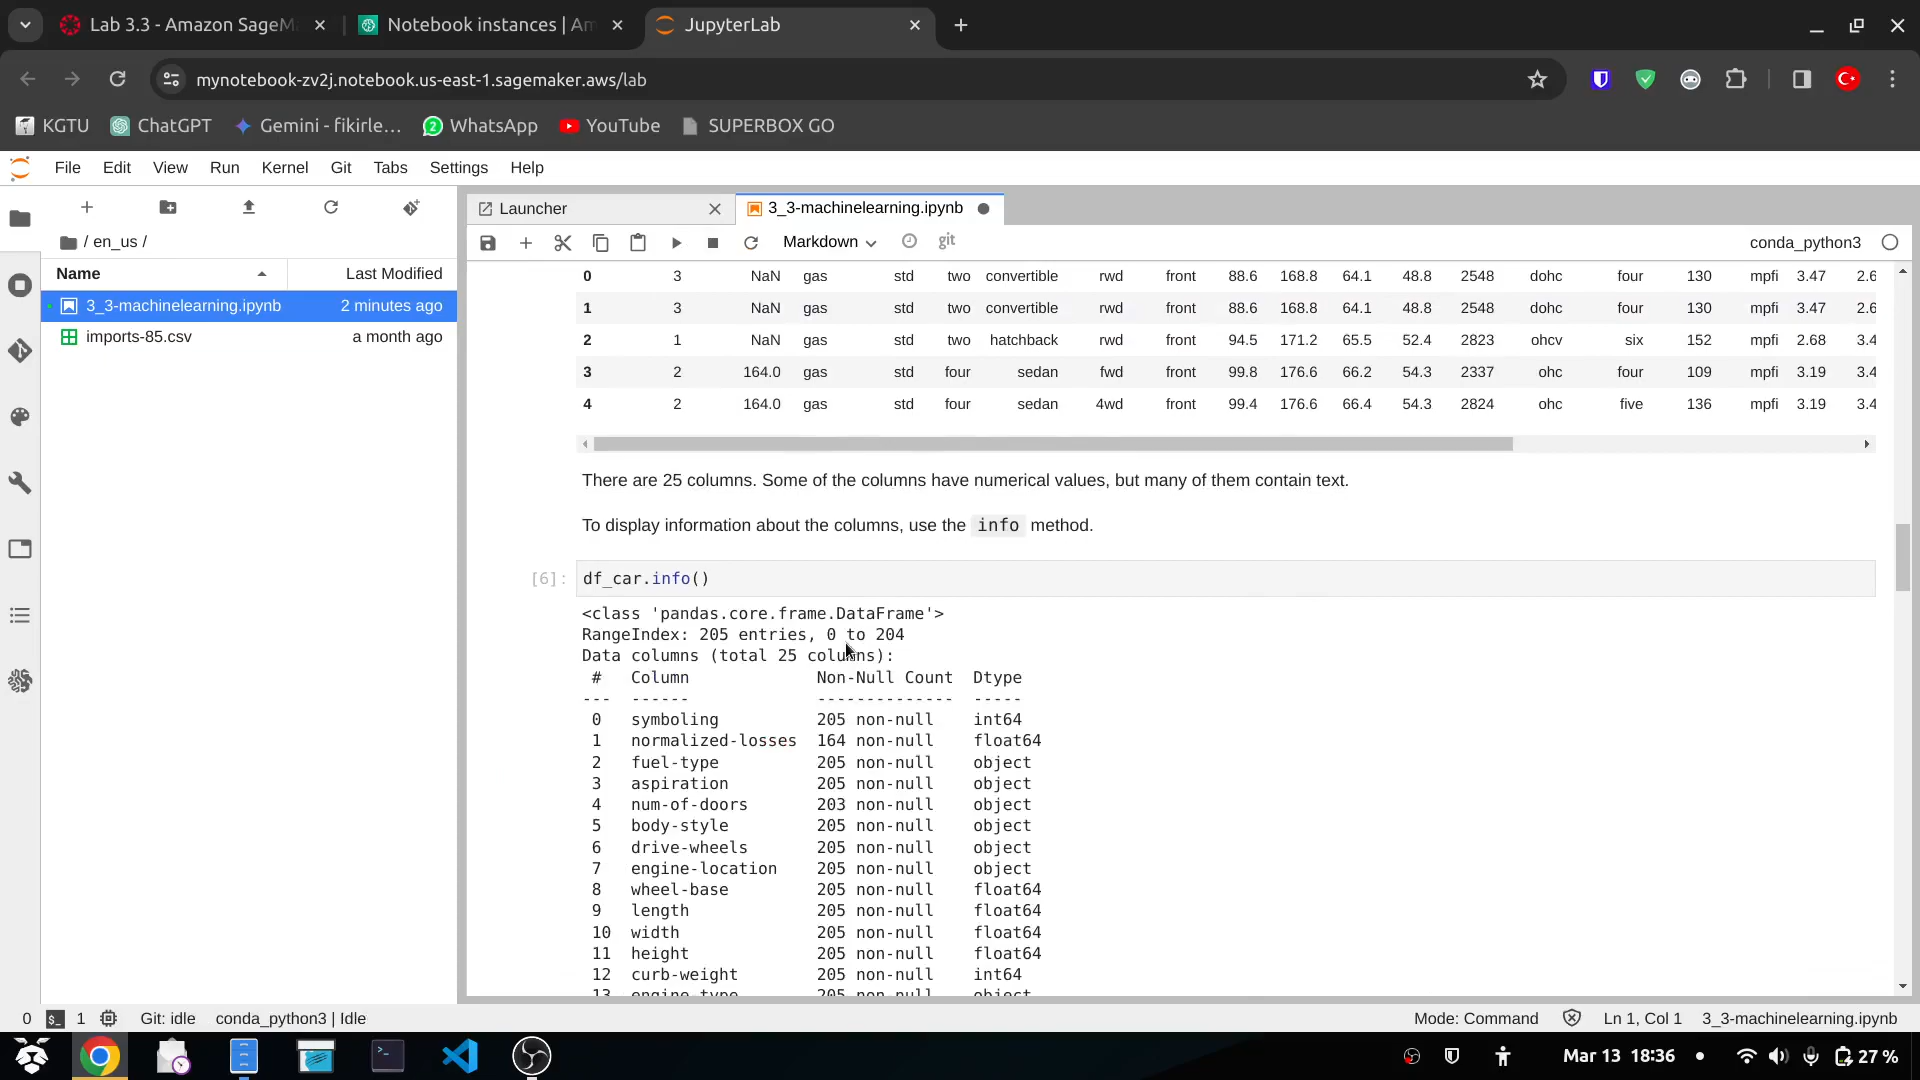 Lab 3.3 - Amazon SageM
Notebook instances | Am
JupyterLab
mynotebook-zv2j.notebook.us-east-1.sagemaker.aws/lab
KGTU
ChatGPT
Gemini - fikirle…
WhatsApp
YouTube
SUPERBOX GO
File Edit View Run Kernel Git Tabs Settings Help
/ en_us /
Name Last Modified
3_3-machinelearning.ipynb 2 minutes ago
imports-85.csv a month ago
Launcher
3_3-machinelearning.ipynb
Markdown git conda_python3
0 3 NaN gas std two convertible rwd front 88.6 168.8 64.1 48.8 2548 dohc four 130 mpfi 3.47 2.6
1 3 NaN gas std two convertible rwd front 88.6 168.8 64.1 48.8 2548 dohc four 130 mpfi 3.47 2.6
2 1 NaN gas std two hatchback rwd front 94.5 171.2 65.5 52.4 2823 ohcv six 152 mpfi 2.68 3.4
3 2 164.0 gas std four sedan fwd front 99.8 176.6 66.2 54.3 2337 ohc four 109 mpfi 3.19 3.4
4 2 164.0 gas std four sedan 4wd front 99.4 176.6 66.4 54.3 2824 ohc five 136 mpfi 3.19 3.4
There are 25 columns. Some of the columns have numerical values, but many of them contain text.
To display information about the columns, use the info method.
[6]: df_car.info()
<class 'pandas.core.frame.DataFrame'>
RangeIndex: 205 entries, 0 to 204
Data columns (total 25 columns):
# Column Non-Null Count Dtype
--- ------ -------------- -----
0 symboling 205 non-null int64
1 normalized-losses 164 non-null float64
2 fuel-type 205 non-null object
3 aspiration 205 non-null object
4 num-of-doors 203 non-null object
5 body-style 205 non-null object
6 drive-wheels 205 non-null object
7 engine-location 205 non-null object
8 wheel-base 205 non-null float64
9 length 205 non-null float64
10 width 205 non-null float64
11 height 205 non-null float64
12 curb-weight 205 non-null int64
13 engine-type 205 non-null object
0 1 Git: idle conda_python3 | Idle
Mode: Command Ln 1, Col 1 3_3-machinelearning.ipynb
Mar 13 18:36
27 %